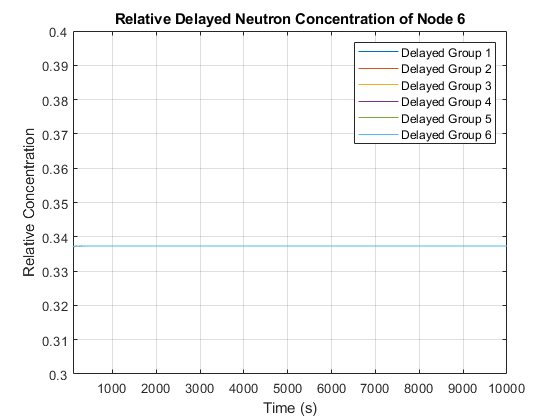 Relative Delayed Neutron Concentration of Node 6
0.4
0.39
0.38
0.37
0.36
0.35
0.34
0.33
0.32
0.31
0.3
Relative Concentration
Delayed Group 1
Delayed Group 2
Delayed Group 3
Delayed Group 4
Delayed Group 5
Delayed Group 6
1000 2000 3000 4000 5000 6000 7000 8000 9000 10000
Time (s)